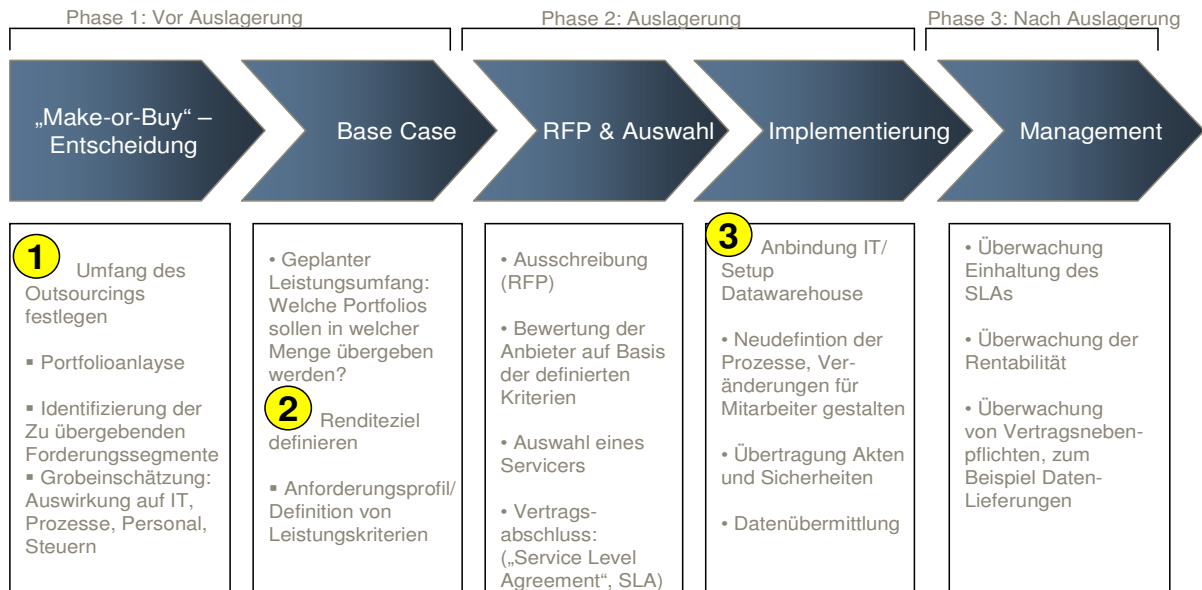 Phase 1: Vor Auslagerung
Phase 2: Auslagerung
Phase 3: Nach Auslagerung
„Make-or-Buy“ –
Entscheidung
Base Case
RFP & Auswahl
Implementierung
Management
1 Umfang des
Outsourcings
festlegen
▪ Portfolioanlayse
▪ Identifizierung der
Zu übergebenden
Forderungssegmente
▪ Grobeinschätzung:
Auswirkung auf IT,
Prozesse, Personal,
Steuern
• Geplanter
Leistungsumfang:
Welche Portfolios
sollen in welcher
Menge übergeben
werden?
2 Renditeziel
definieren
▪ Anforderungsprofil/
Definition von
Leistungskriterien
• Ausschreibung
(RFP)
• Bewertung der
Anbieter auf Basis
der definierten
Kriterien
• Auswahl eines
Servicers
• Vertrags-
abschluss:
(„Service Level
Agreement“, SLA)
3 Anbindung IT/
Setup
Datawarehouse
• Neudefintion der
Prozesse, Ver-
änderungen für
Mitarbeiter gestalten
• Übertragung Akten
und Sicherheiten
• Datenübermittlung
• Überwachung
Einhaltung des
SLAs
• Überwachung der
Rentabilität
• Überwachung
von Vertragsneben-
pflichten, zum
Beispiel Daten-
Lieferungen